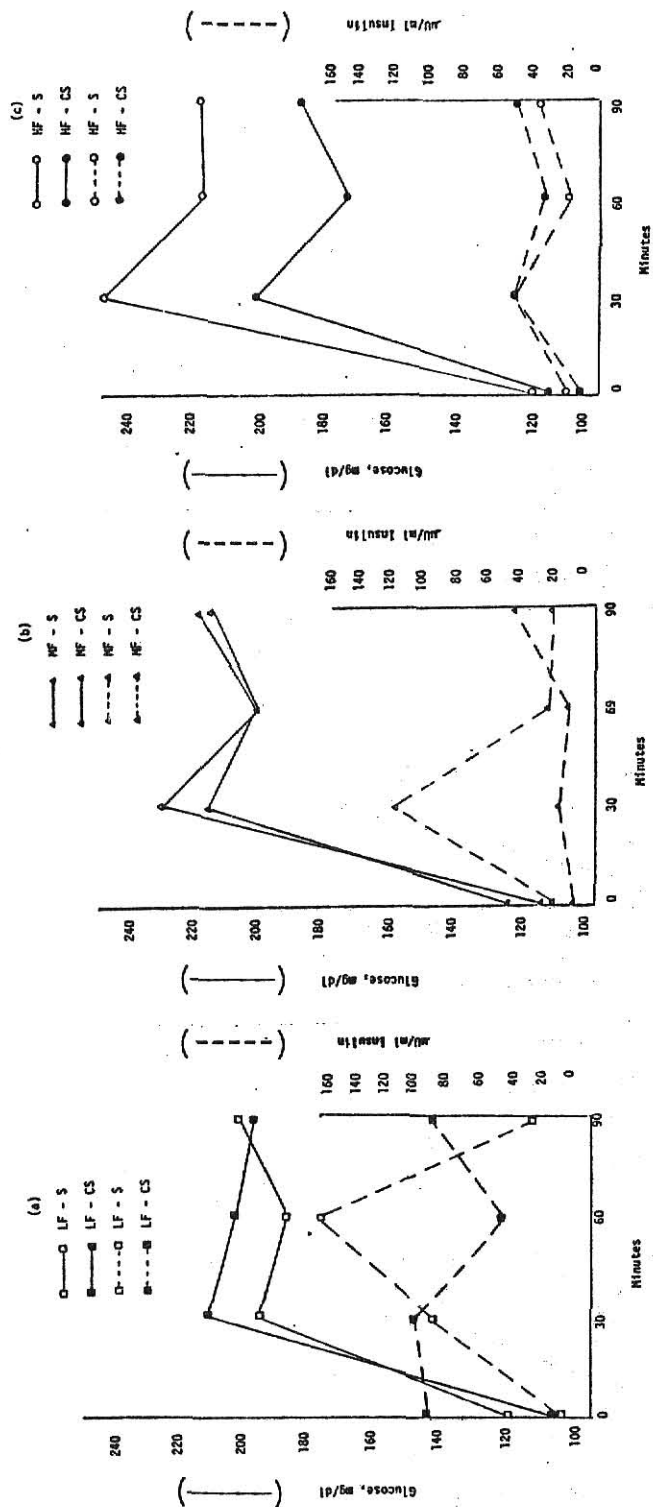 (a)
LF - S
LF - CS
LF - S
LF - CS
( ——— )
Glucose, mg/dl
240
220
200
180
160
140
120
100
( - - - - )
µU/ml Insulin
160
140
120
100
80
60
40
20
0
0
30
60
90
Minutes
(b)
MF - S
MF - CS
MF - S
MF - CS
( ——— )
Glucose, mg/dl
240
220
200
180
160
140
120
100
( - - - - )
µU/ml Insulin
160
140
120
100
80
60
40
20
0
0
30
69
90
Minutes
(c)
HF - S
HF - CS
HF - S
HF - CS
( ——— )
Glucose, mg/dl
240
220
200
180
160
140
120
100
( - - - - )
µU/ml Insulin
160
140
120
100
80
60
40
20
0
0
30
60
90
Minutes